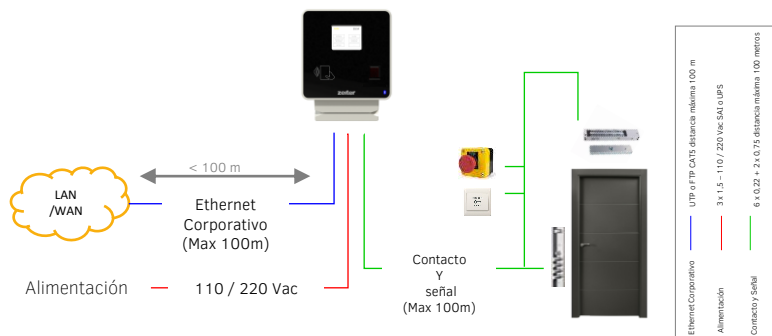 zedur
< 100 m
LAN
/WAN
Ethernet
Corporativo
(Max 100m)
Alimentación
110 / 220 Vac
Contacto
Y
señal
(Max 100m)
Ethernet Corporativo
UTP o FTP CAT5 distancia máxima 100 m
Alimentación
3 x 1,5 – 110 / 220 Vac SAI o UPS
Contacto y Señal
6 x 0,22 + 2x 0,75 distancia máxima 100 metros